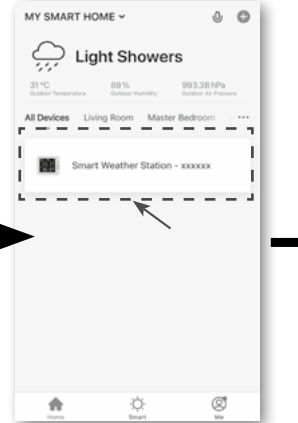 MY SMART HOME
Light Showers
31°C 69% 993.38 hPa
Outdoor Temperature Outdoor Humidity Outdoor Air Pressure
All Devices Living Room Master Bedroom ...
Smart Weather Station - xxxxxx
Home Smart Me